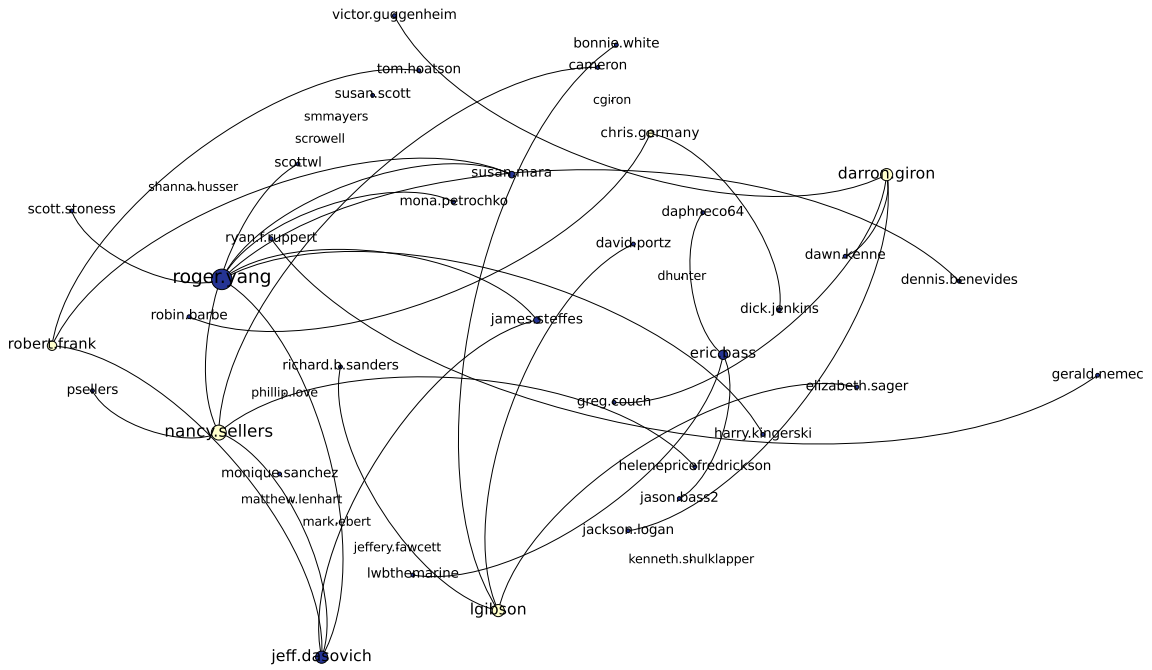 victor.guggenheim
bonnie.white
cameron
tom.hoatson
susan.scott
cgiron
smmayers
chris.germany
scrowell
scottwl
susan.mara
darron.giron
shanna.husser
mona.petrochko
scott.stoness
daphneco64
ryan.r.ruppert
david.portz
dawn.kenne
roger.yang
dhunter
dennis.benevides
robin.barbe
dick.jenkins
james.steffes
robert.frank
eric.bass
richard.b.sanders
gerald.nemec
psellers
phillip.love
elizabeth.sager
greg.couch
nancy.sellers
harry.kingerski
monique.sanchez
helenepricefredrickson
matthew.lenhart
jason.bass2
mark.ebert
jackson.logan
jeffery.fawcett
kenneth.shulklapper
lwbthemarine
lgibson
jeff.dasovich